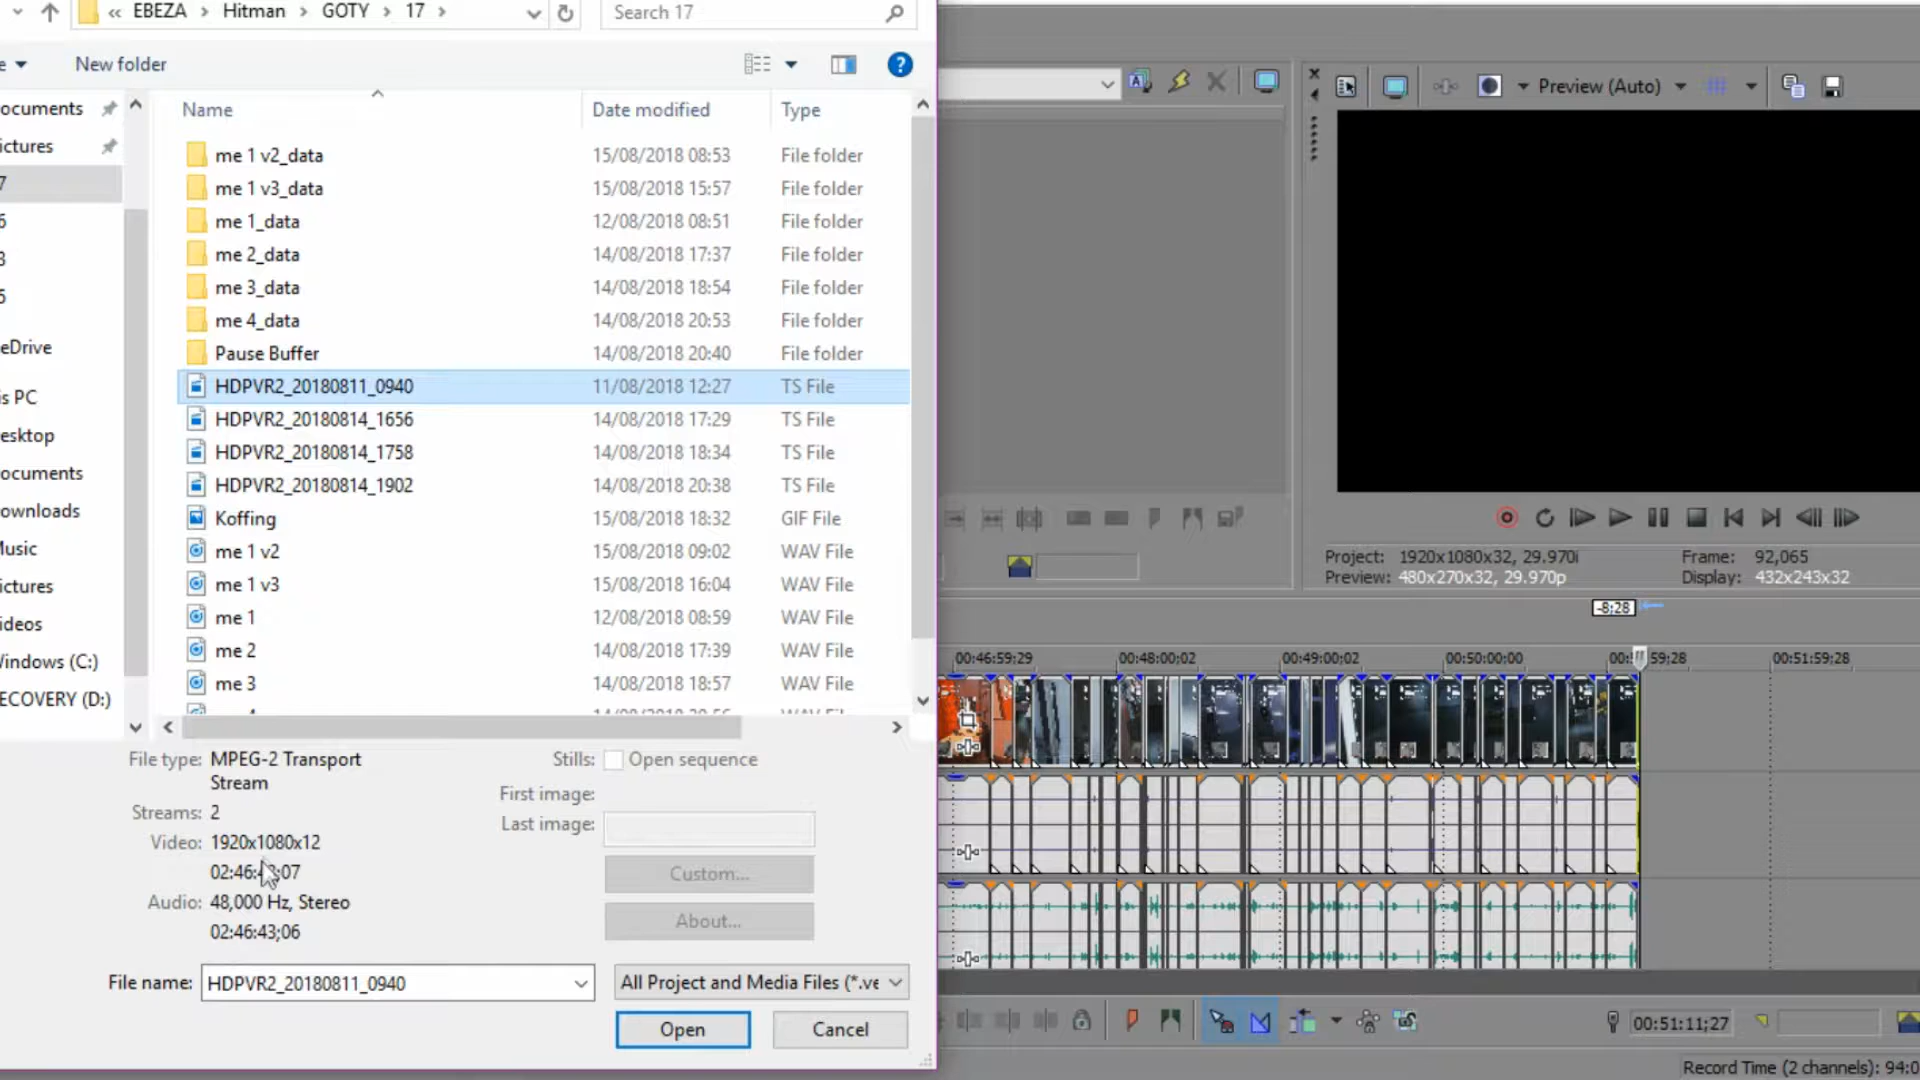 « EBEZA › Hitman › GOTY › 17 ›
Search 17
New folder
Name Date modified Type
me 1 v2_data 15/08/2018 08:53 File folder
me 1 v3_data 15/08/2018 15:57 File folder
me 1_data 12/08/2018 08:51 File folder
me 2_data 14/08/2018 17:37 File folder
me 3_data 14/08/2018 18:54 File folder
me 4_data 14/08/2018 20:53 File folder
Pause Buffer 14/08/2018 20:40 File folder
HDPVR2_20180811_0940 11/08/2018 12:27 TS File
HDPVR2_20180814_1656 14/08/2018 17:29 TS File
HDPVR2_20180814_1758 14/08/2018 18:34 TS File
HDPVR2_20180814_1902 14/08/2018 20:38 TS File
Koffing 15/08/2018 18:32 GIF File
me 1 v2 15/08/2018 09:02 WAV File
me 1 v3 15/08/2018 16:04 WAV File
me 1 12/08/2018 08:59 WAV File
me 2 14/08/2018 17:39 WAV File
me 3 14/08/2018 18:57 WAV File
ocuments
ictures
7
eDrive
is PC
esktop
ocuments
ownloads
Music
ictures
ideos
Windows (C:)
ECOVERY (D:)
File type: MPEG-2 Transport
Stream
Streams: 2
Video: 1920x1080x12
Audio: 48,000 Hz, Stereo
02:46:43;06
Stills: Open sequence
First image:
Last image:
Custom...
About...
File name: HDPVR2_20180811_0940
All Project and Media Files (*.ve
Open Cancel
Preview (Auto)
Project: 1920x1080x32, 29.970i
Preview: 480x270x32, 29.970p
Frame: 92,065
Display: 432x243x32
-8;28
00:46:59;29 00:48:00;02 00:49:00;02 00:50:00;00 59;28 00:51:59;28
00:51:11;27
Record Time (2 channels): 94:0